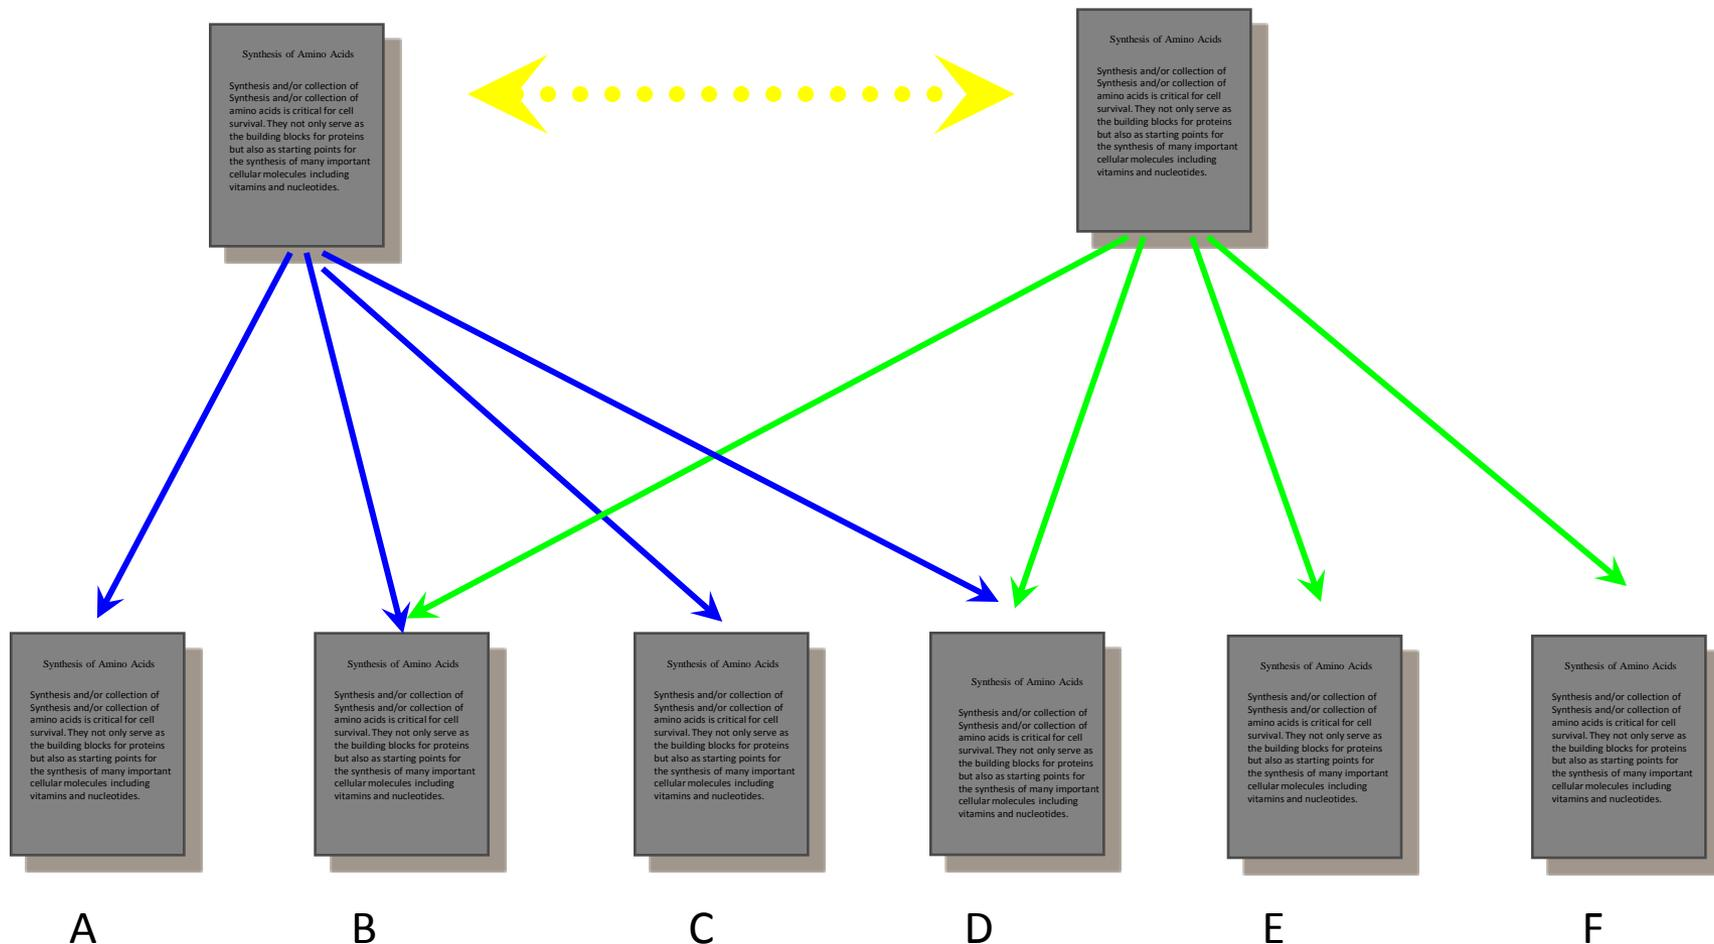 Synthesis of Amino Acids
Synthesis and/or collection of
Synthesis and/or collection of
amino acids is critical for cell
survival. They not only serve as
the building blocks for proteins
but also as starting points for
the synthesis of many important
cellular molecules including
vitamins and nucleotides.
Synthesis of Amino Acids
Synthesis and/or collection of
Synthesis and/or collection of
amino acids is critical for cell
survival. They not only serve as
the building blocks for proteins
but also as starting points for
the synthesis of many important
cellular molecules including
vitamins and nucleotides.
Synthesis of Amino Acids
Synthesis and/or collection of
Synthesis and/or collection of
amino acids is critical for cell
survival. They not only serve as
the building blocks for proteins
but also as starting points for
the synthesis of many important
cellular molecules including
vitamins and nucleotides.
Synthesis of Amino Acids
Synthesis and/or collection of
Synthesis and/or collection of
amino acids is critical for cell
survival. They not only serve as
the building blocks for proteins
but also as starting points for
the synthesis of many important
cellular molecules including
vitamins and nucleotides.
Synthesis of Amino Acids
Synthesis and/or collection of
Synthesis and/or collection of
amino acids is critical for cell
survival. They not only serve as
the building blocks for proteins
but also as starting points for
the synthesis of many important
cellular molecules including
vitamins and nucleotides.
Synthesis of Amino Acids
Synthesis and/or collection of
Synthesis and/or collection of
amino acids is critical for cell
survival. They not only serve as
the building blocks for proteins
but also as starting points for
the synthesis of many important
cellular molecules including
vitamins and nucleotides.
Synthesis of Amino Acids
Synthesis and/or collection of
Synthesis and/or collection of
amino acids is critical for cell
survival. They not only serve as
the building blocks for proteins
but also as starting points for
the synthesis of many important
cellular molecules including
vitamins and nucleotides.
Synthesis of Amino Acids
Synthesis and/or collection of
Synthesis and/or collection of
amino acids is critical for cell
survival. They not only serve as
the building blocks for proteins
but also as starting points for
the synthesis of many important
cellular molecules including
vitamins and nucleotides.
A B C D E F